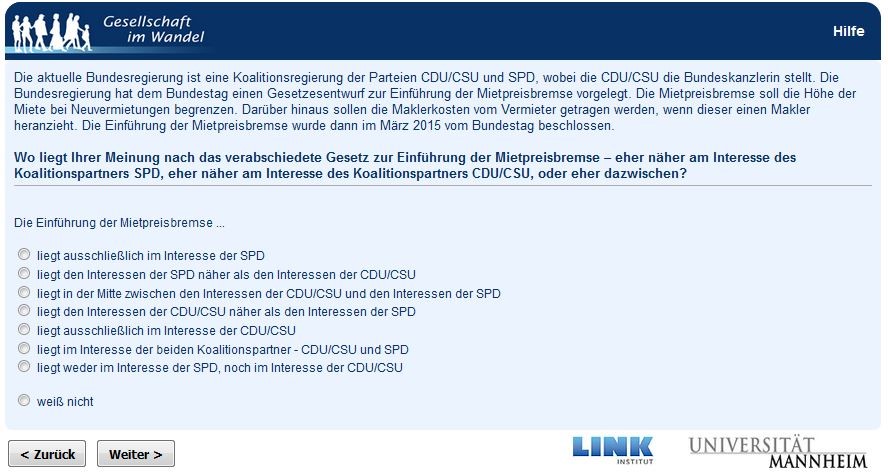 Gesellschaft
im Wandel
Hilfe
Die aktuelle Bundesregierung ist eine Koalitionsregierung der Parteien CDU/CSU und SPD, wobei die CDU/CSU die Bundeskanzlerin stellt. Die
Bundesregierung hat dem Bundestag einen Gesetzesentwurf zur Einführung der Mietpreisbremse vorgelegt. Die Mietpreisbremse soll die Höhe der
Miete bei Neuvermietungen begrenzen. Darüber hinaus sollen die Maklerkosten vom Vermieter getragen werden, wenn dieser einen Makler
heranzieht. Die Einführung der Mietpreisbremse wurde dann im März 2015 vom Bundestag beschlossen.
Wo liegt Ihrer Meinung nach das verabschiedete Gesetz zur Einführung der Mietpreisbremse – eher näher am Interesse des
Koalitionspartners SPD, eher näher am Interesse des Koalitionspartners CDU/CSU, oder eher dazwischen?
Die Einführung der Mietpreisbremse ...
liegt ausschließlich im Interesse der SPD
liegt den Interessen der SPD näher als den Interessen der CDU/CSU
liegt in der Mitte zwischen den Interessen der CDU/CSU und den Interessen der SPD
liegt den Interessen der CDU/CSU näher als den Interessen der SPD
liegt ausschließlich im Interesse der CDU/CSU
liegt im Interesse der beiden Koalitionspartner - CDU/CSU und SPD
liegt weder im Interesse der SPD, noch im Interesse der CDU/CSU
weiß nicht
< Zurück
Weiter >
LINK
INSTITUT
UNIVERSITÄT
MANNHEIM